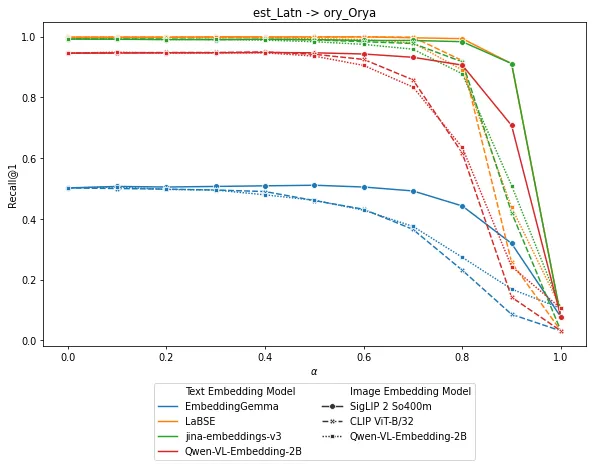 est_Latn -> ory_Orya
Recall@1
1.0
0.8
0.6
0.4
0.2
0.0
0.0 0.2 0.4 0.6 0.8 1.0
α
Text Embedding Model
EmbeddingGemma
LaBSE
jina-embeddings-v3
Qwen-VL-Embedding-2B
Image Embedding Model
SigLIP 2 So400m
CLIP ViT-B/32
Qwen-VL-Embedding-2B